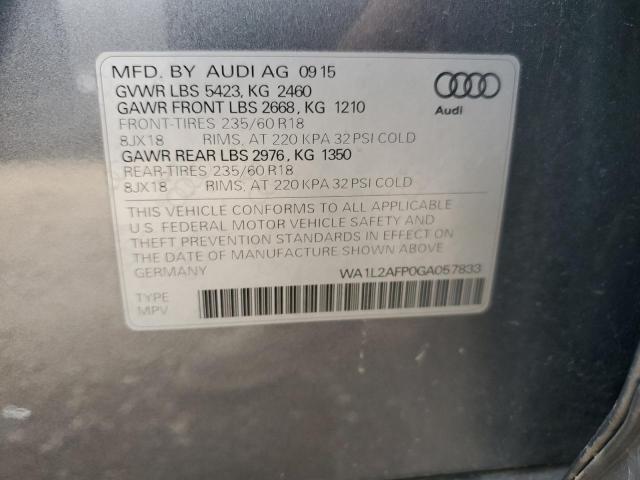 MFD. BY AUDI AG 09 15
GVWR LBS 5423, KG 2460
GAWR FRONT LBS 2668, KG 1210
FRONT-TIRES 235/60 R18
8JX18 RIMS, AT 220 KPA 32 PSI COLD
GAWR REAR LBS 2976, KG 1350
REAR-TIRES 235/60 R18
8JX18 RIMS, AT 220 KPA 32 PSI COLD
Audi
THIS VEHICLE CONFORMS TO ALL APPLICABLE
U.S. FEDERAL MOTOR VEHICLE SAFETY AND
THEFT PREVENTION STANDARDS IN EFFECT ON
THE DATE OF MANUFACTURE SHOWN ABOVE
GERMANY WA1L2AFP0GA057833
TYPE
MPV